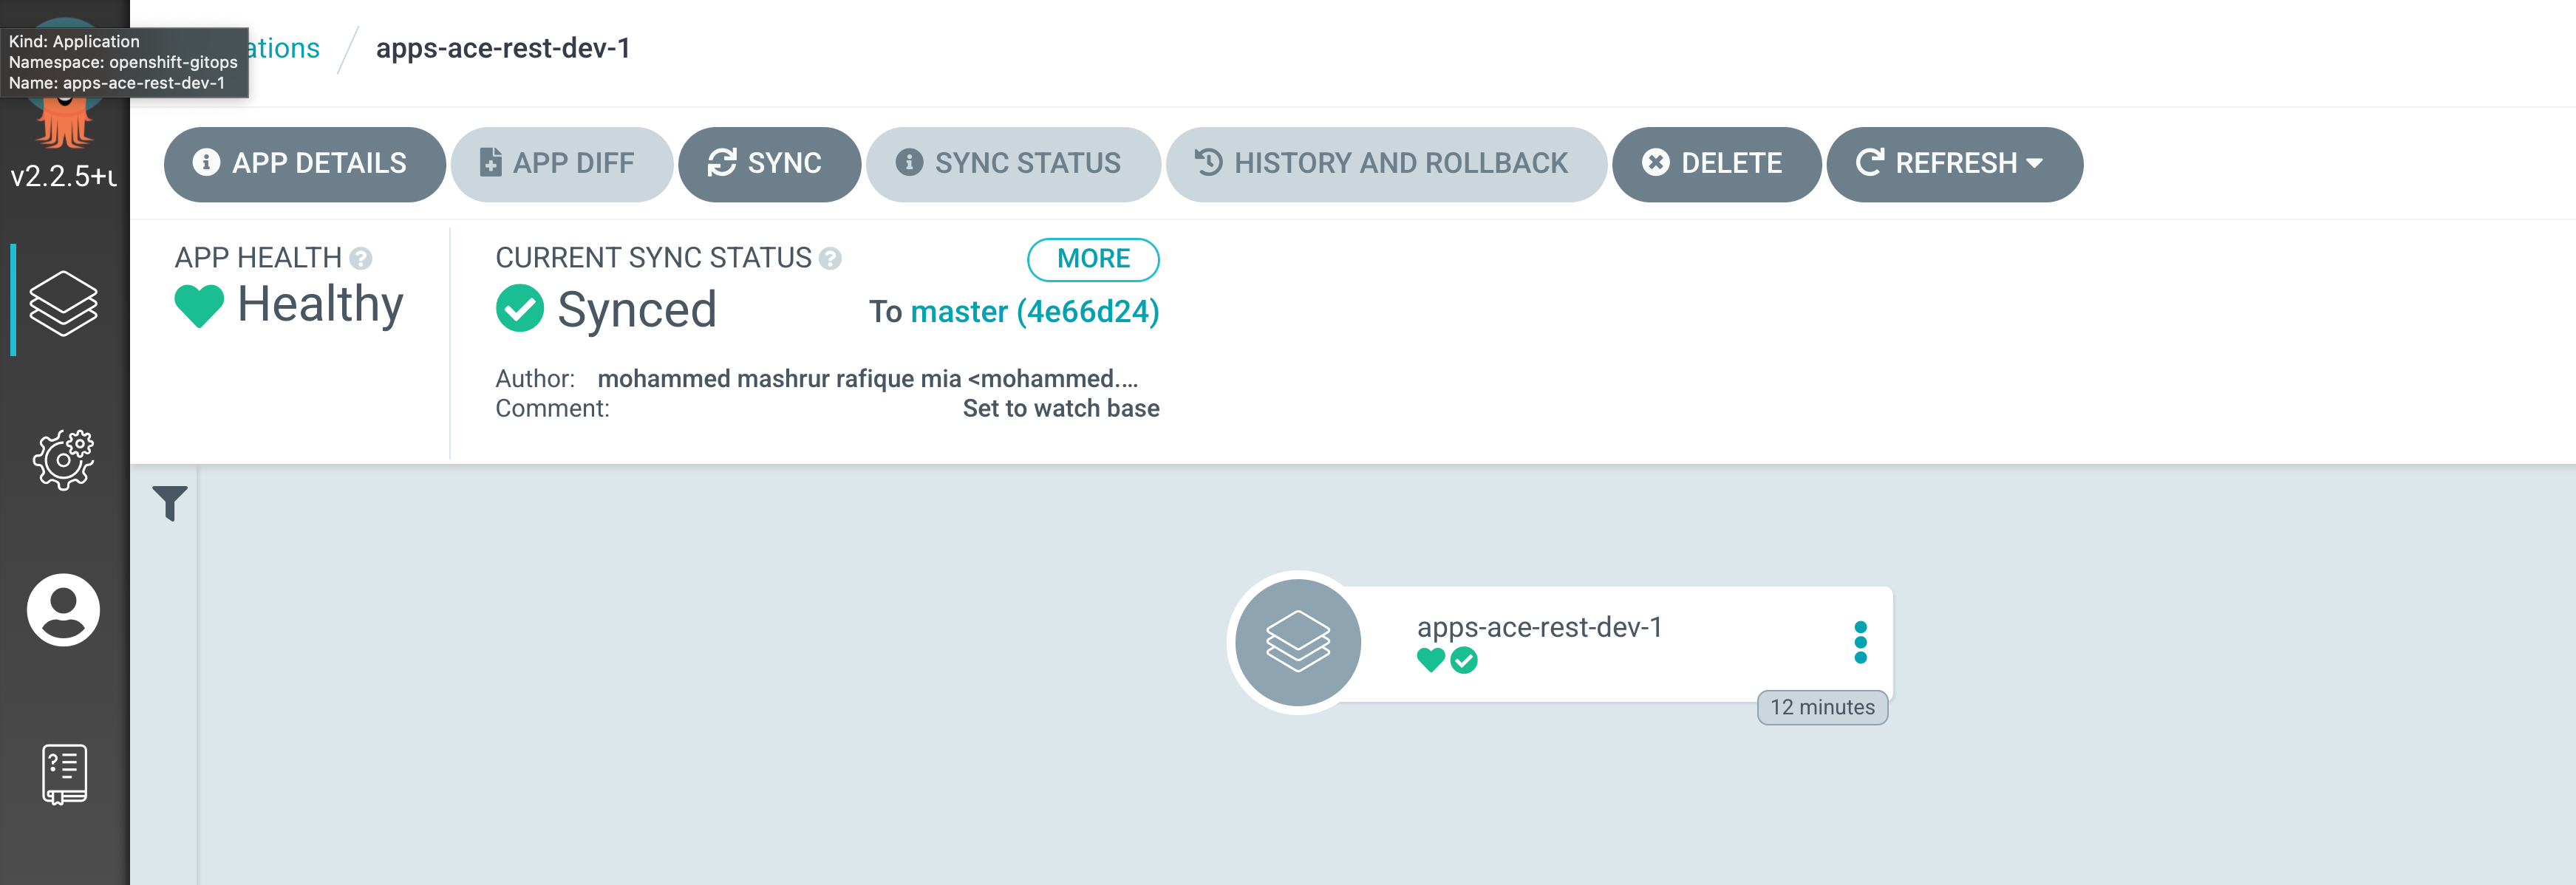 Kind: Application
Namespace: openshift-gitops
Name: apps-ace-rest-dev-1
ations / apps-ace-rest-dev-1
v2.2.5+
APP DETAILS
APP DIFF
SYNC
SYNC STATUS
HISTORY AND ROLLBACK
DELETE
REFRESH
APP HEALTH ?
Healthy
CURRENT SYNC STATUS ?
MORE
Synced
To master (4e66d24)
Author: mohammed mashrur rafique mia <mohammed....
Comment: Set to watch base
apps-ace-rest-dev-1
12 minutes